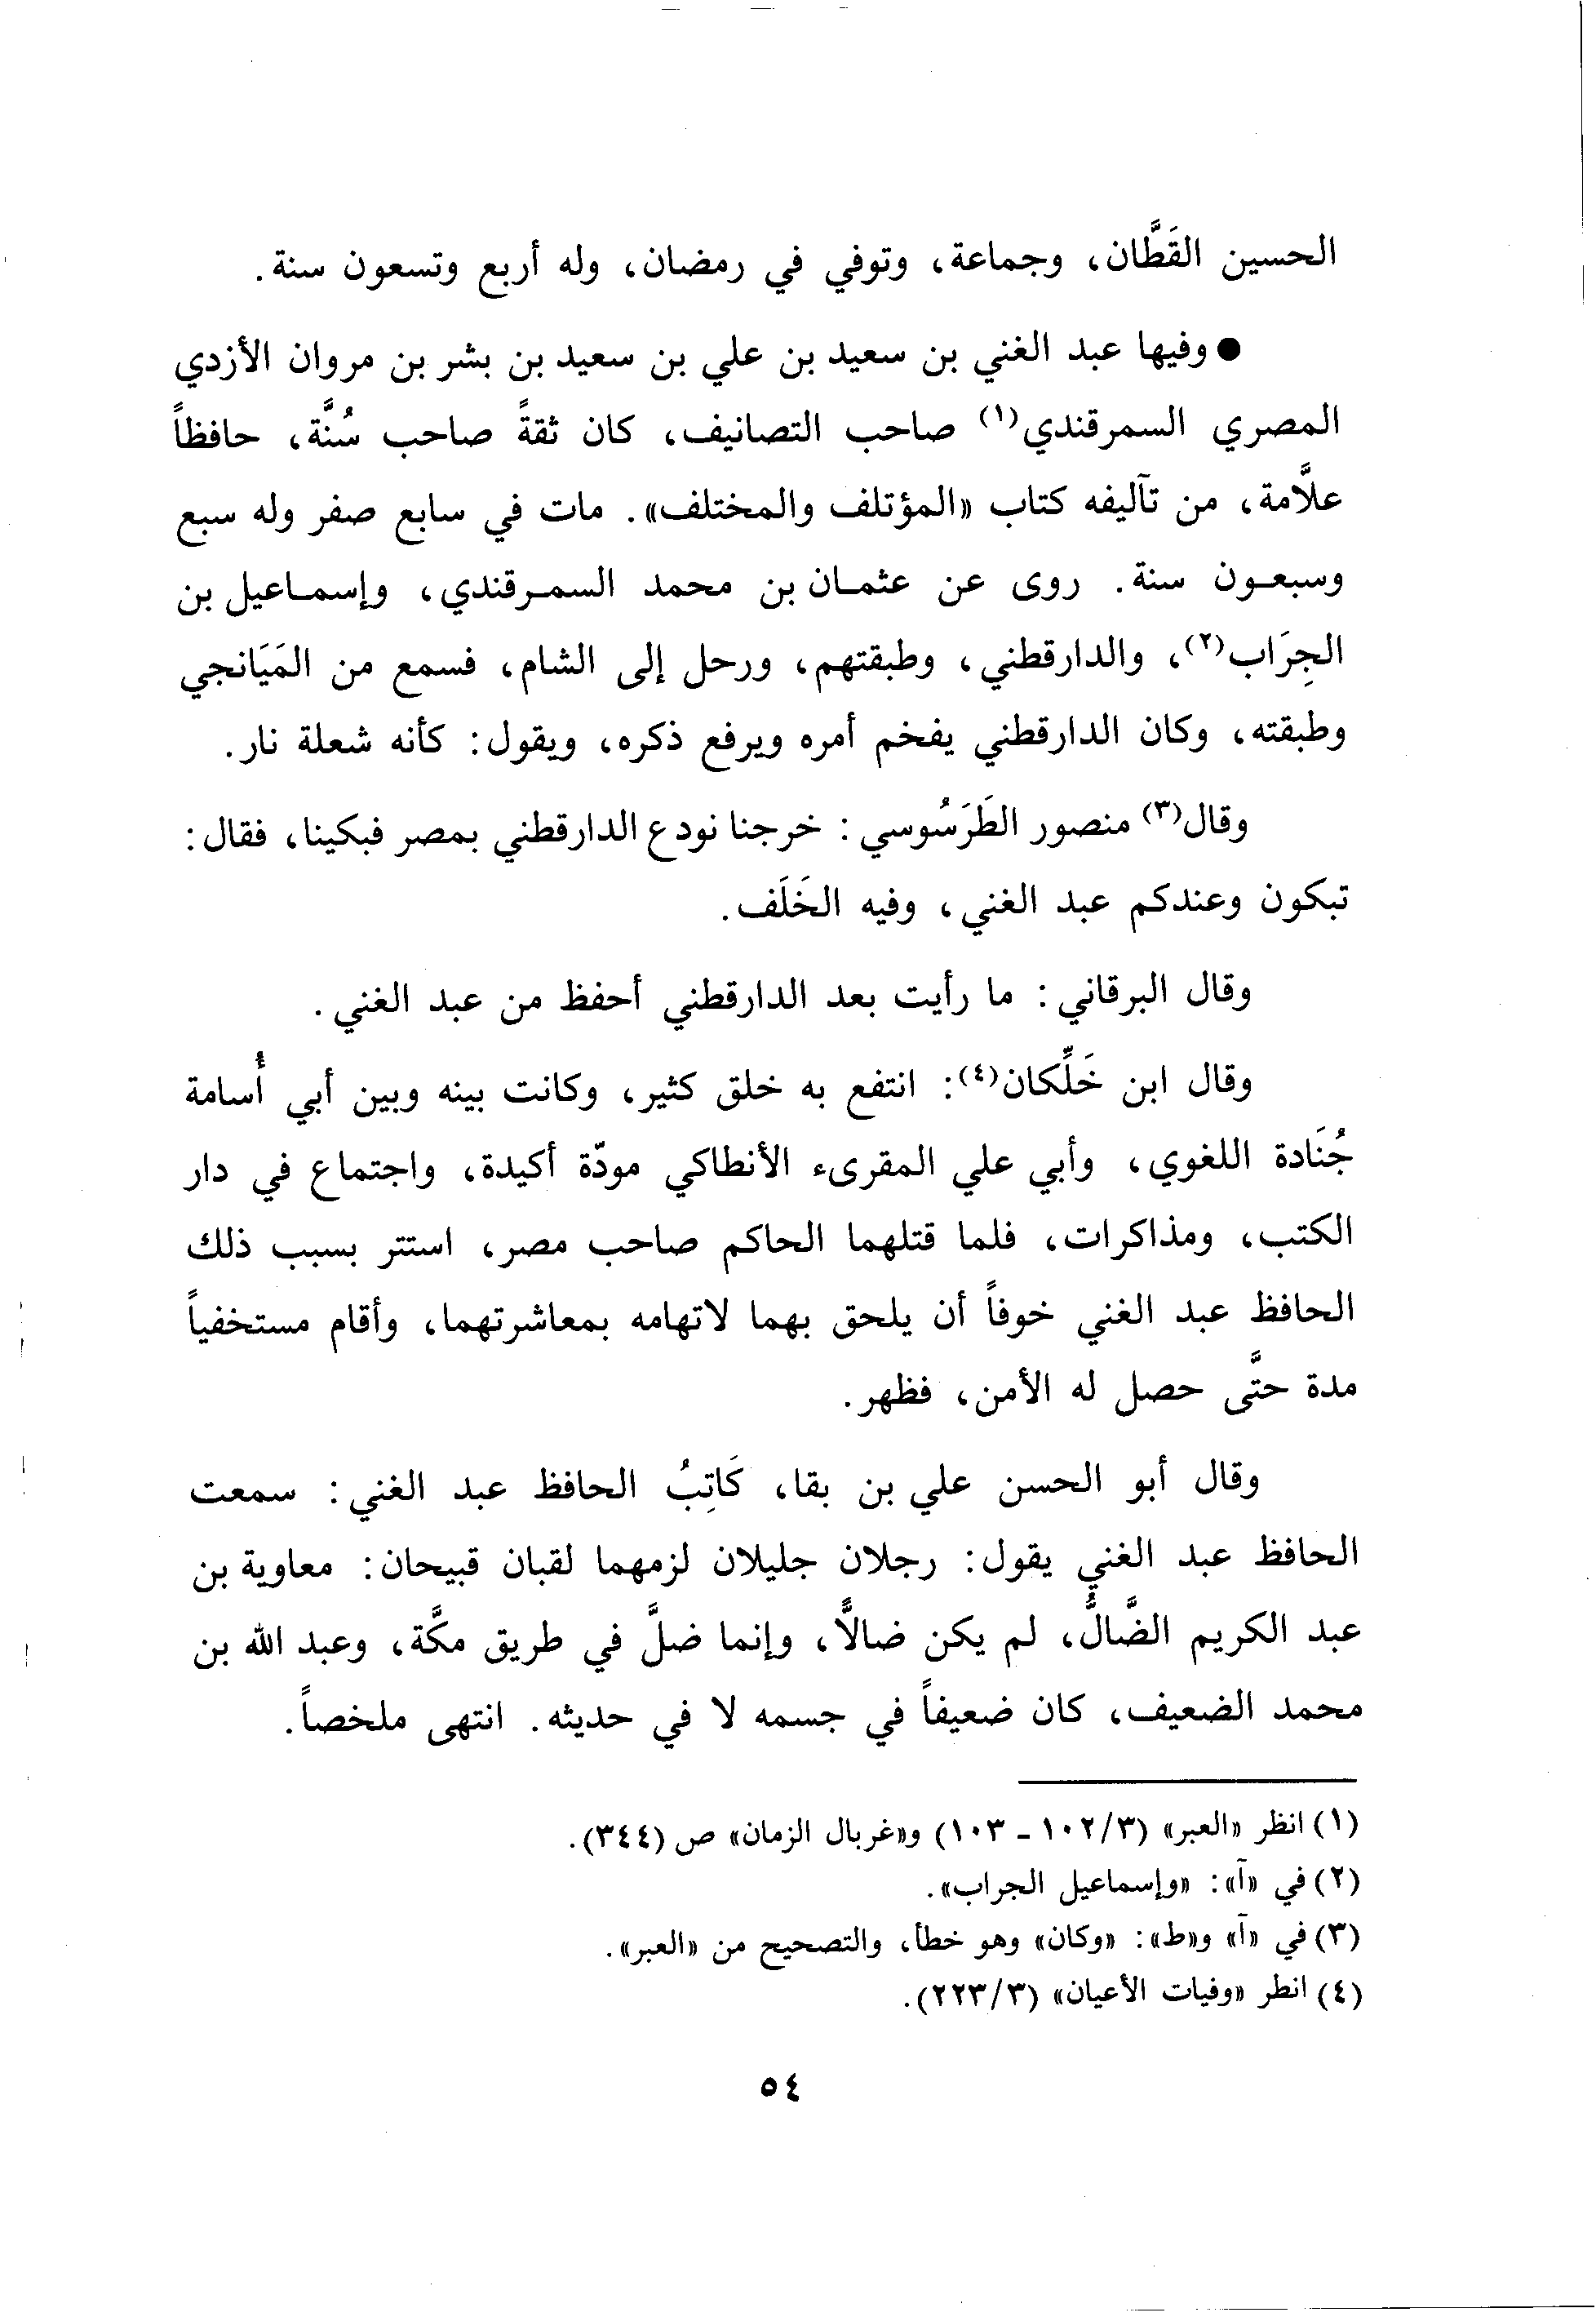 الحسين القَطَّان، وجماعة، وتوفي في رمضان، وله أربع وتسعون سنة.
● وفيها عبد الغني بن سعيد بن علي بن سعيد بن بشر بن مروان الأزدي
المصري السمرقندي(١) صاحب التصانيف، كان ثقةً صاحب سُنَّة، حافظاً
علاَّمة، من تآليفه كتاب «المؤتلف والمختلف». مات في سابع صفر وله سبع
وسبعـون سنة. روى عن عثمـان بن محمد السمـرقندي، وإسمـاعيل بن
الجِرَاب(٢)، والدارقطني، وطبقتهم، ورحل إلى الشام، فسمع من المَيَانجي
وطبقته، وكان الدارقطني يفخم أمره ويرفع ذكره، ويقول: كأنه شعلة نار.
وقال(٣) منصور الطَرَسُوسي: خرجنا نودع الدارقطني بمصر فبكينا، فقال:
تبكون وعندكم عبد الغني، وفيه الخَلَف.
وقال البرقاني: ما رأيت بعد الدارقطني أحفظ من عبد الغني.
وقال ابن خَلِّكان(٤): انتفع به خلق كثير، وكانت بينه وبين أبي أُسامة
جُنَادة اللغوي، وأبي علي المقرىء الأنطاكي مودّة أكيدة، واجتماع في دار
الكتب، ومذاكرات، فلما قتلهما الحاكم صاحب مصر، استتر بسبب ذلك
الحافظ عبد الغني خوفاً أن يلحق بهما لاتهامه بمعاشرتهما، وأقام مستخفياً
مدة حتَّى حصل له الأمن، فظهر.
وقال أبو الحسن علي بن بقا، كَاتِبُ الحافظ عبد الغني: سمعت
الحافظ عبد الغني يقول: رجلان جليلان لزمهما لقبان قبيحان: معاوية بن
عبد الكريم الضَّالُّ، لم يكن ضالاًّ، وإنما ضلَّ في طريق مكَّة، وعبد الله بن
محمد الضعيف، كان ضعيفاً في جسمه لا في حديثه. انتهى ملخصاً.
(١) انظر «العبر» (١٠٢/٣ ـ ١٠٣) و«غربال الزمان» ص (٣٤٤).
(٢) في «آ»: «وإسماعيل الجراب».
(٣) في «آ» و«ط»: «وكان» وهو خطأ، والتصحيح من «العبر».
(٤) انطر «وفيات الأعيان» (٢٢٣/٣).
٥٤